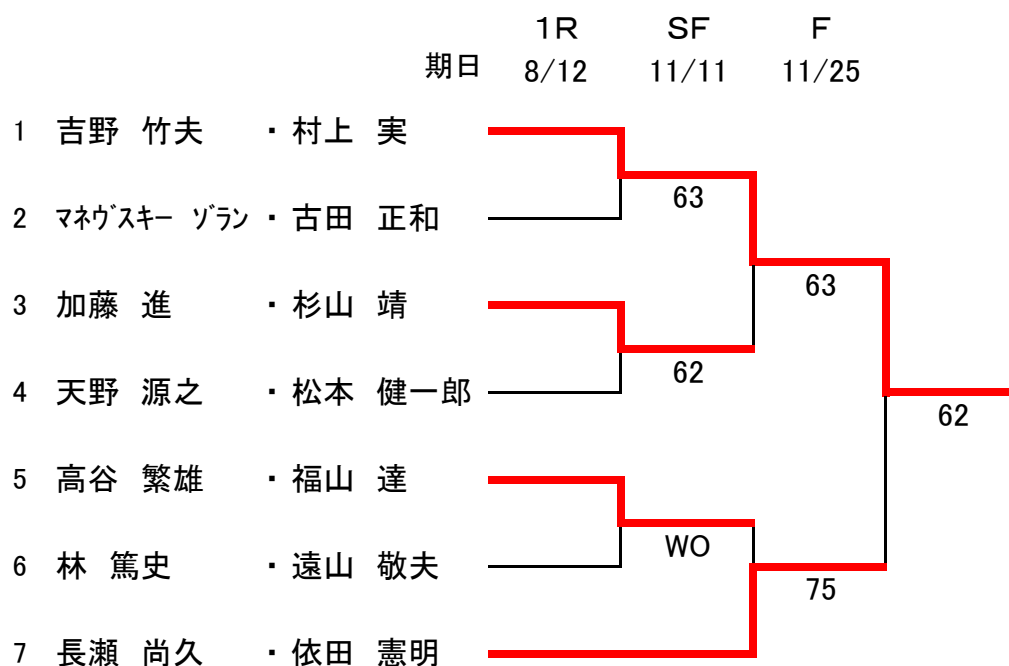 1R SF F
期日 8/12 11/11 11/25
1 吉野 竹夫 ・ 村上 実
63
2 マネヴスキー ゾラン ・ 古田 正和
63
3 加藤 進 ・ 杉山 靖
62
4 天野 源之 ・ 松本 健一郎
62
5 高谷 繁雄 ・ 福山 達
WO
6 林 篤史 ・ 遠山 敬夫
75
7 長瀬 尚久 ・ 依田 憲明